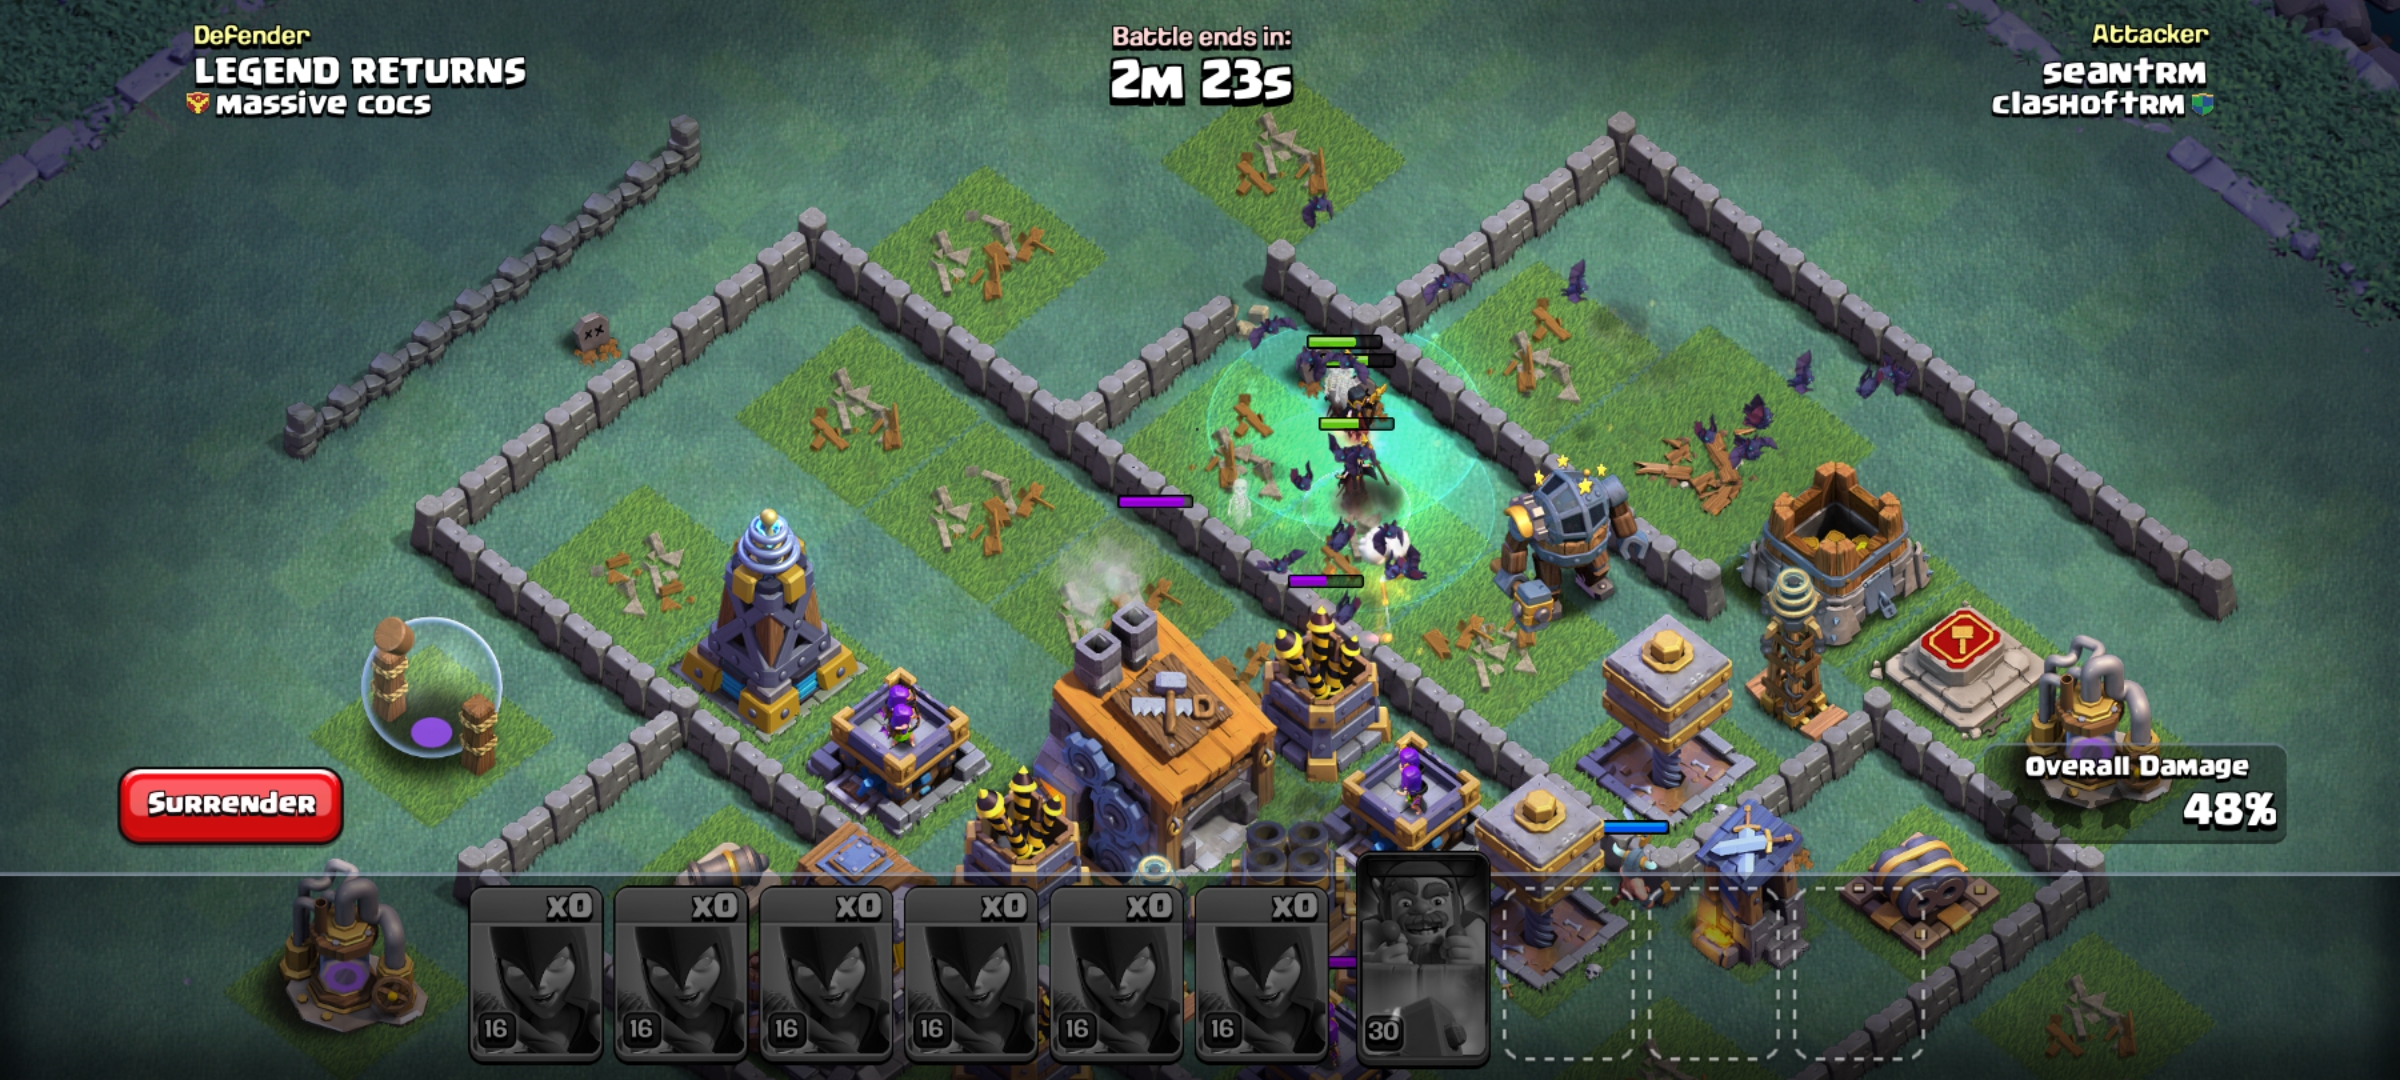 Defender
LEGEND RETURNS
Massive cocs
Battle ends in:
2M 23s
Attacker
seantRM
clashoftRM
Surrender
Overall Damage
48%
x0
x0
x0
x0
x0
x0
16
16
16
16
16
16
30